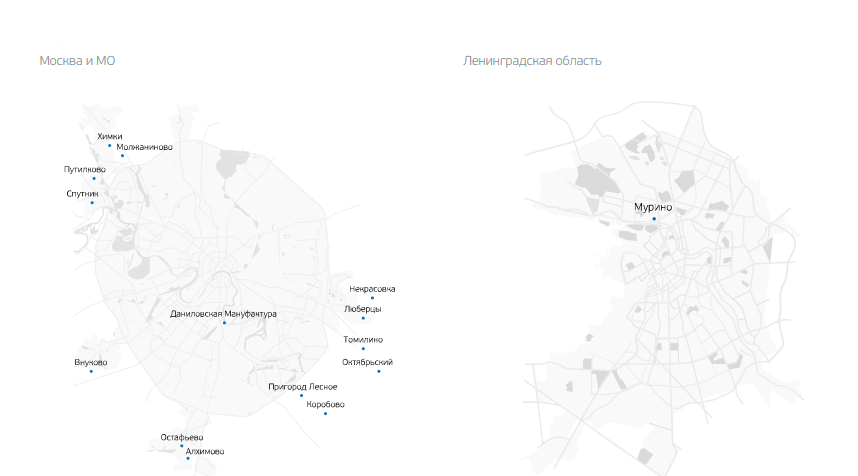 Москва и МО
Ленинградская область
Химки
Молжаниново
Путилково
Спутник
Мурино
Некрасовка
Люберцы
Даниловская Мануфактура
Томилино
Внуково
Октябрьский
Пригород Лесное
Коробово
Остафьево
Алхимово